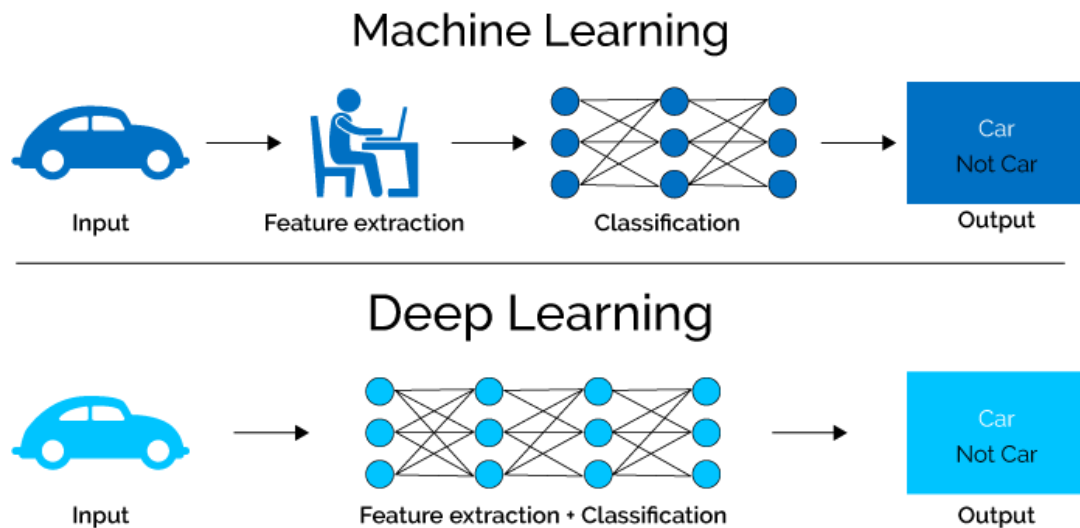 Machine Learning
Car
Not Car
Input
Feature extraction
Classification
Output
Deep Learning
Car
Not Car
Input
Feature extraction + Classification
Output